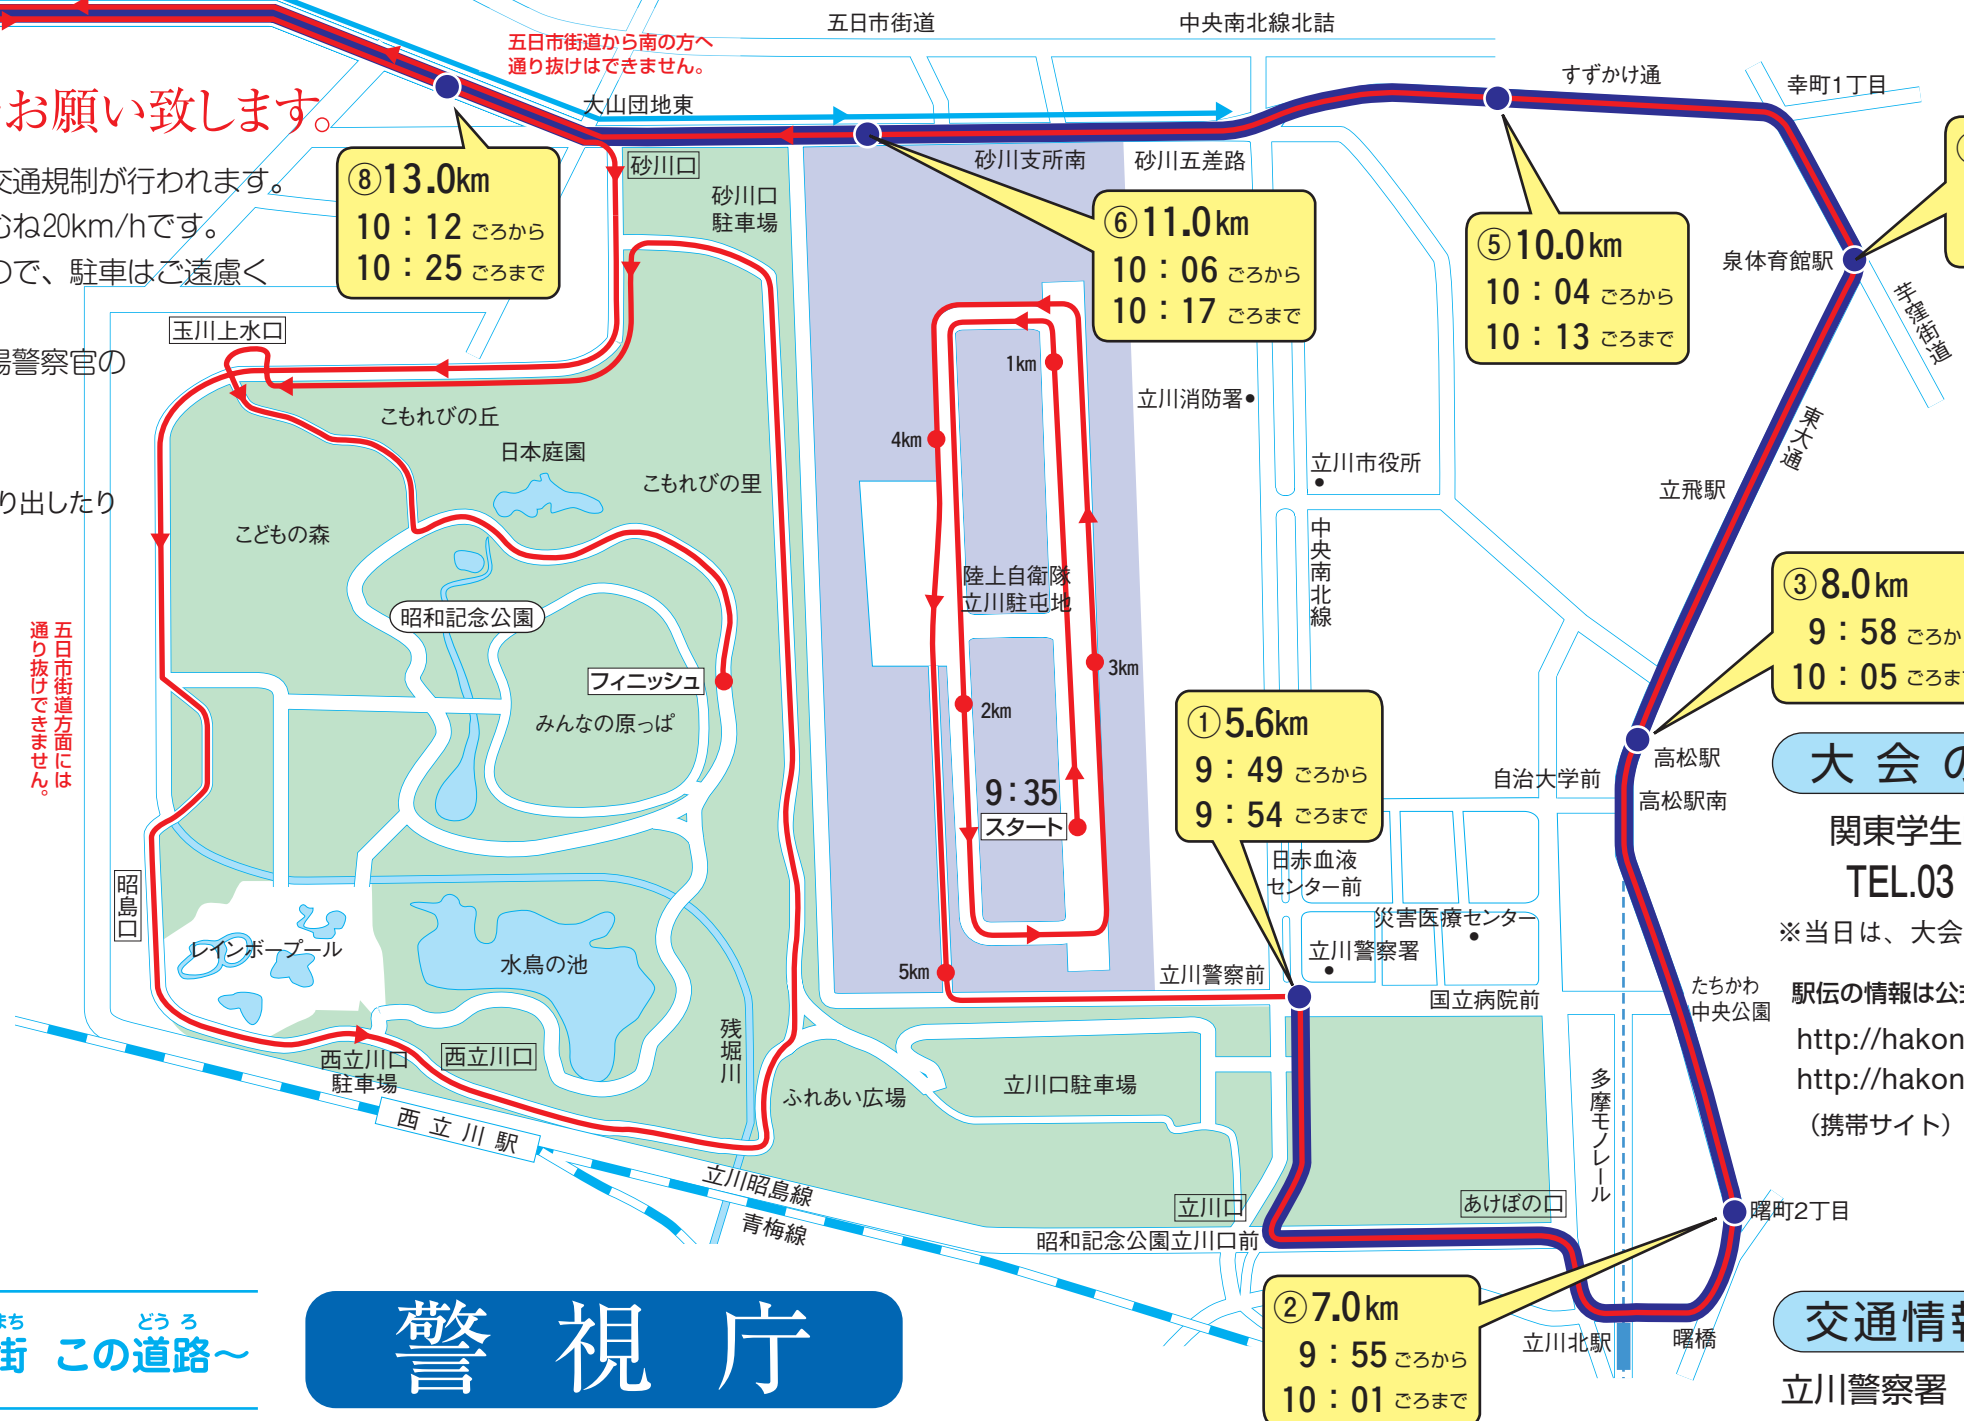 五日市街道
中央南北線北詰
五日市街道から南の方へ
通り抜けはできません。
すずかけ通
幸町1丁目
お願い致します。
大山団地東
交通規制が行われます。
むね20km/hです。
ので、駐車はご遠慮く
場警察官の
り出したり
⑧13.0km
10：12 ごろから
10：25 ごろまで
砂川口
砂川口
駐車場
砂川支所南
砂川五差路
⑥11.0km
10：06 ごろから
10：17 ごろまで
⑤10.0km
10：04 ごろから
10：13 ごろまで
泉体育館駅
芋窪街道
玉川上水口
1km
4km
立川消防署
こもれびの丘
日本庭園
こもれびの里
こどもの森
立川市役所
東大通
立飛駅
中央南北線
陸上自衛隊
立川駐屯地
昭和記念公園
③8.0km
9：58 ごろか
10：05 ごろま
五日市街道方面には
通り抜けできません。
フィニッシュ
みんなの原っぱ
3km
2km
9：35
スタート
①5.6km
9：49 ごろから
9：54 ごろまで
高松駅
自治大学前
高松駅南
大会の
関東学生
TEL.03
※当日は、大会
日赤血液
センター前
災害医療センター
立川警察署
昭島口
レインボープール
水鳥の池
5km
立川警察前
国立病院前
たちかわ
中央公園
駅伝の情報は公式
http://hakon
http://hakon
（携帯サイト）
残堀川
西立川口
駐車場
西立川口
ふれあい広場
立川口駐車場
多摩モノレール
西立川駅
立川昭島線
青梅線
立川口
あけぼの口
曙町2丁目
昭和記念公園立川口前
②7.0km
9：55 ごろから
10：01 ごろまで
立川北駅
曙橋
まち どうろ
街 この道路～
警視庁
交通情報
立川警察署